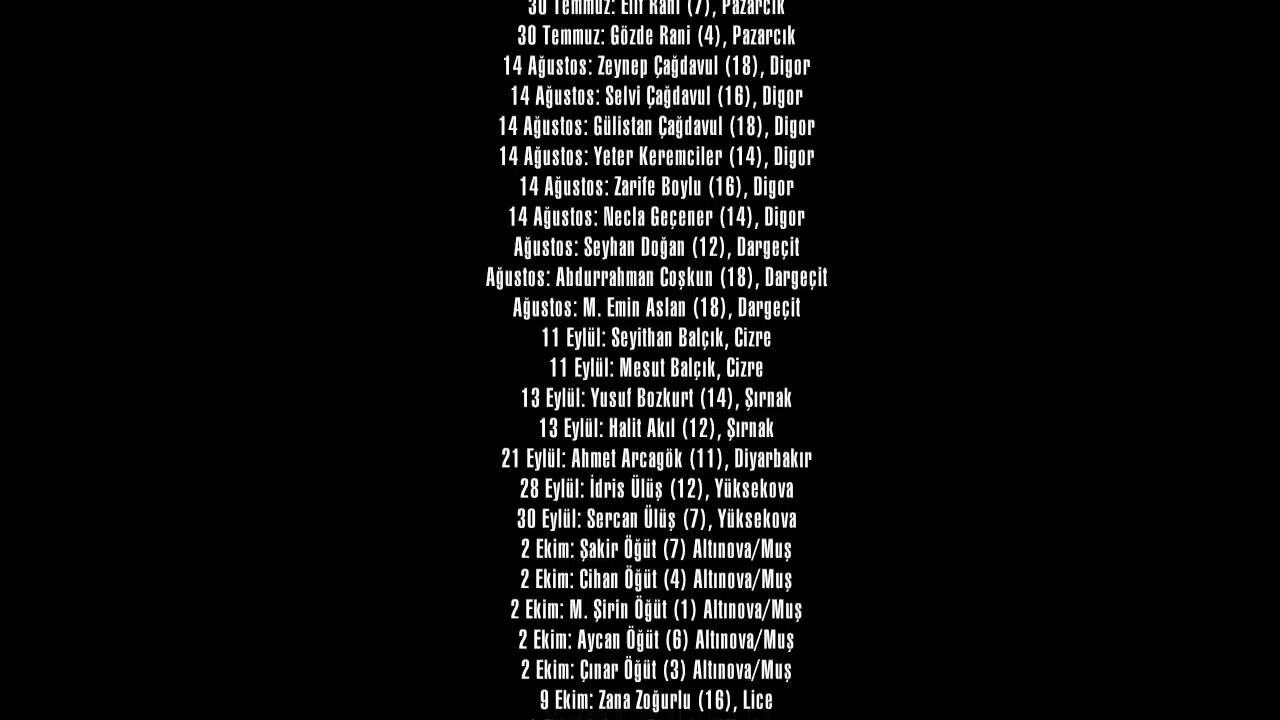 30 Temmuz: Elif Rani (7), Pazarcık
30 Temmuz: Gözde Rani (4), Pazarcık
14 Ağustos: Zeynep Çağdavul (18), Digor
14 Ağustos: Selvi Çağdavul (16), Digor
14 Ağustos: Gülistan Çağdavul (18), Digor
14 Ağustos: Yeter Keremciler (14), Digor
14 Ağustos: Zarife Boylu (16), Digor
14 Ağustos: Necla Geçener (14), Digor
Ağustos: Seyhan Doğan (12), Dargeçit
Ağustos: Abdurrahman Coşkun (18), Dargeçit
Ağustos: M. Emin Aslan (18), Dargeçit
11 Eylül: Seyithan Balçık, Cizre
11 Eylül: Mesut Balçık, Cizre
13 Eylül: Yusuf Bozkurt (14), Şırnak
13 Eylül: Halit Akıl (12), Şırnak
21 Eylül: Ahmet Arcagök (11), Diyarbakır
28 Eylül: İdris Ülüş (12), Yüksekova
30 Eylül: Sercan Ülüş (7), Yüksekova
2 Ekim: Şakir Öğüt (7) Altınova/Muş
2 Ekim: Cihan Öğüt (4) Altınova/Muş
2 Ekim: M. Şirin Öğüt (1) Altınova/Muş
2 Ekim: Aycan Öğüt (6) Altınova/Muş
2 Ekim: Çınar Öğüt (3) Altınova/Muş
9 Ekim: Zana Zoğurlu (16), Lice